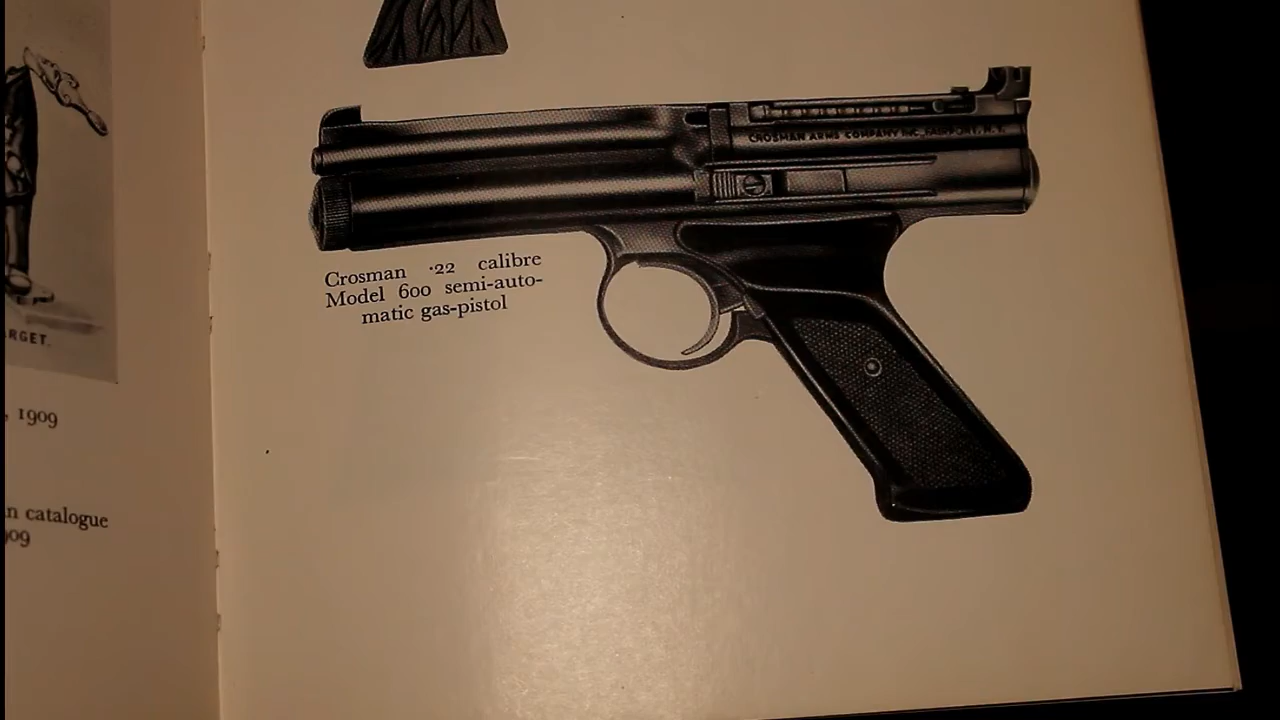 RGET.
, 1909
n catalogue
909
CROSMAN ARMS COMPANY INC, FAIRPORT, N.Y.
Crosman ·22 calibre
Model 600 semi-auto-
matic gas-pistol